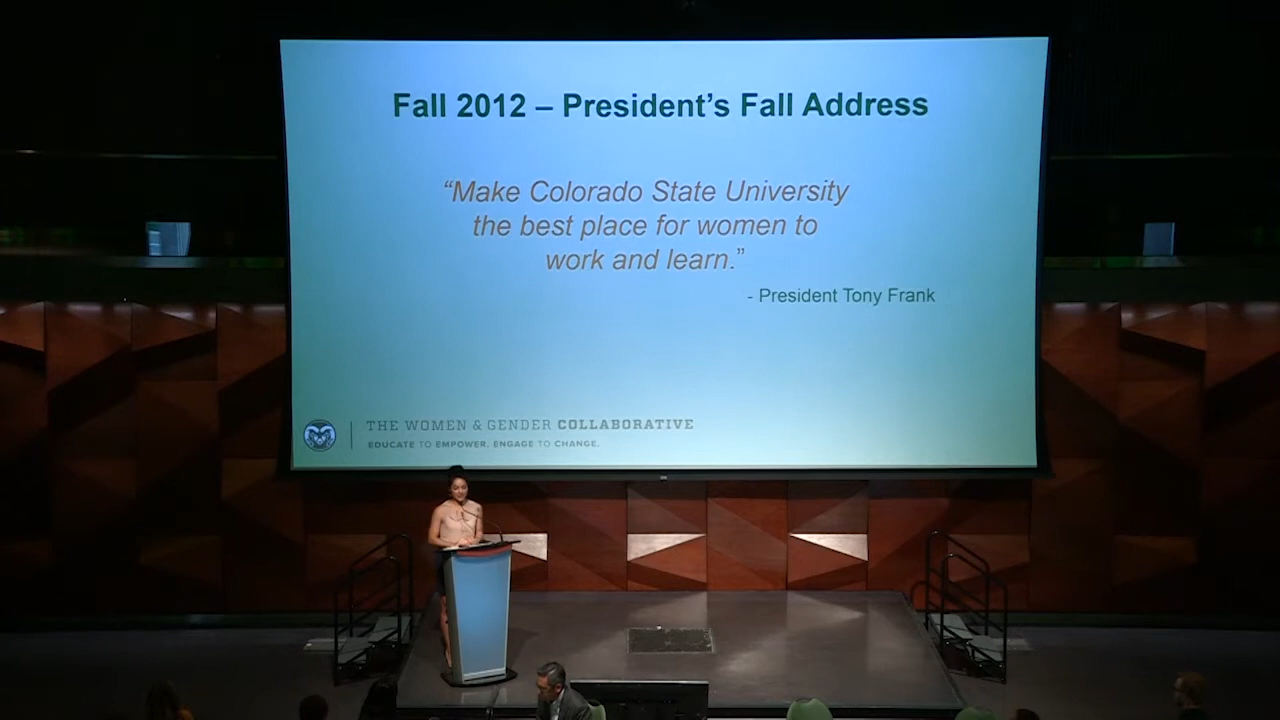 Fall 2012 – President’s Fall Address
“Make Colorado State University
the best place for women to
work and learn.”
- President Tony Frank
THE WOMEN & GENDER COLLABORATIVE
EDUCATE TO EMPOWER. ENGAGE TO CHANGE.